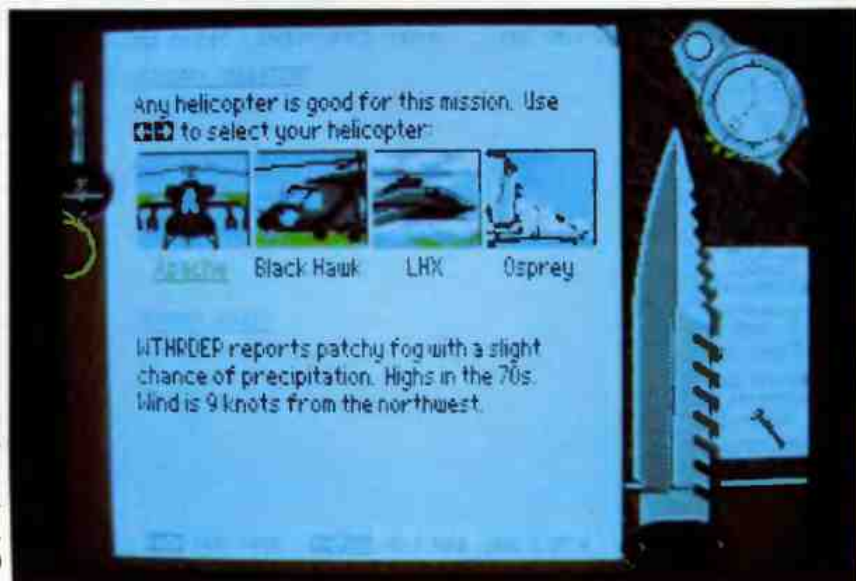 Any helicopter is good for this mission. Use
to select your helicopter:
Apache Black Hawk LHX Osprey
WTHRDEP reports patchy fog with a slight
chance of precipitation. Highs in the 70s.
Wind is 9 knots from the northwest.